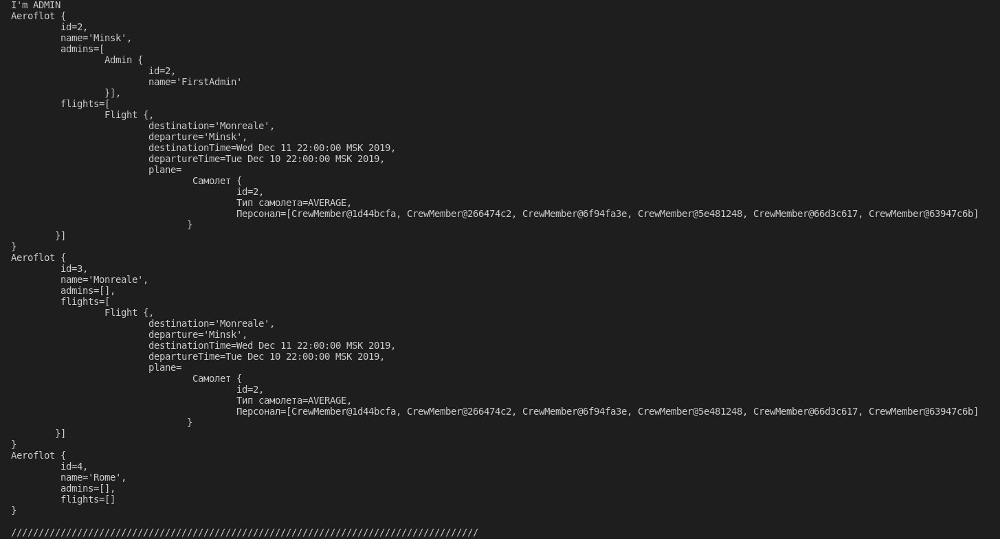 I'm ADMIN
Aeroflot {
         id=2,
         name='Minsk',
         admins=[
                 Admin {
                         id=2,
                         name='FirstAdmin'
                 }],
         flights=[
                 Flight {,
                         destination='Monreale',
                         departure='Minsk',
                         destinationTime=Wed Dec 11 22:00:00 MSK 2019,
                         departureTime=Tue Dec 10 22:00:00 MSK 2019,
                         plane=
                                 Самолет {
                                         id=2,
                                         Тип самолета=AVERAGE,
                                         Персонал=[CrewMember@1d44bcfa, CrewMember@266474c2, CrewMember@6f94fa3e, CrewMember@5e481248, CrewMember@66d3c617, CrewMember@63947c6b]
                                }
        }]
}
Aeroflot {
         id=3,
         name='Monreale',
         admins=[],
         flights=[
                 Flight {,
                         destination='Monreale',
                         departure='Minsk',
                         destinationTime=Wed Dec 11 22:00:00 MSK 2019,
                         departureTime=Tue Dec 10 22:00:00 MSK 2019,
                         plane=
                                 Самолет {
                                         id=2,
                                         Тип самолета=AVERAGE,
                                         Персонал=[CrewMember@1d44bcfa, CrewMember@266474c2, CrewMember@6f94fa3e, CrewMember@5e481248, CrewMember@66d3c617, CrewMember@63947c6b]
                                }
        }]
}
Aeroflot {
         id=4,
         name='Rome',
         admins=[],
         flights=[]
}
/////////////////////////////////////////////////////////////////////////////////////